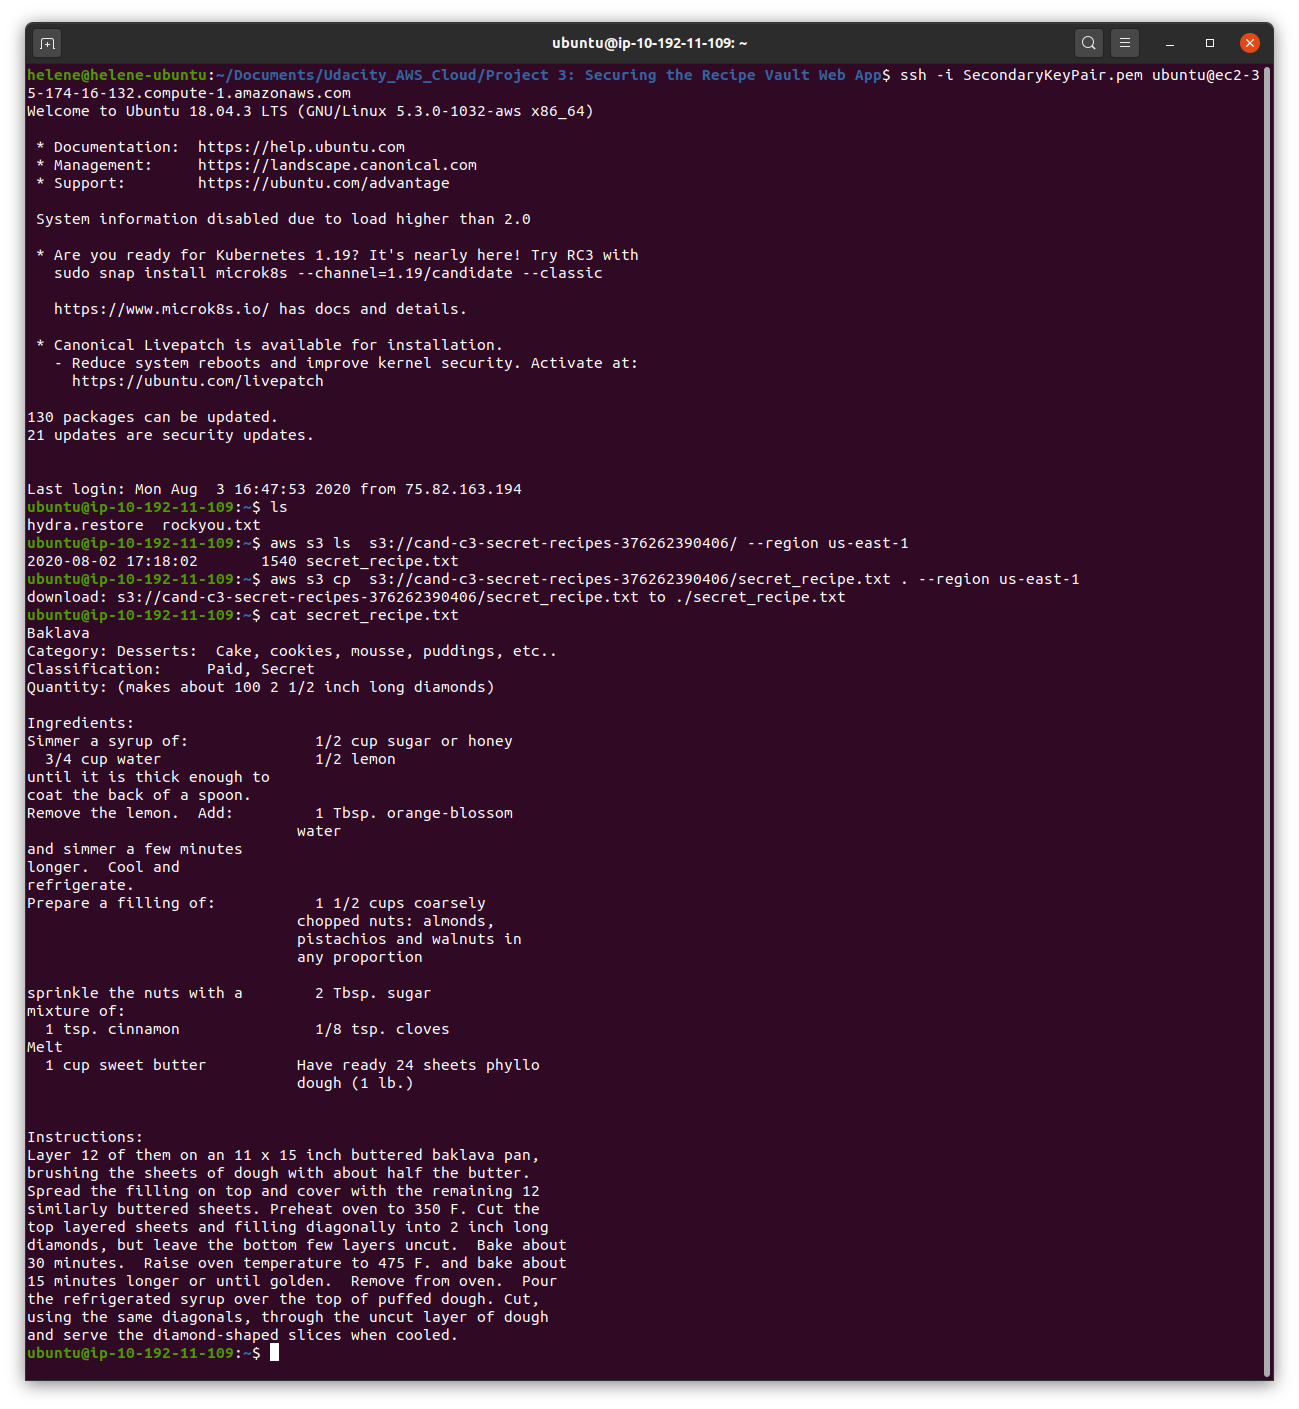 ubuntu@ip-10-192-11-109: ~
helene@helene-ubuntu:~/Documents/Udacity_AWS_Cloud/Project 3: Securing the Recipe Vault Web App$ ssh -i SecondaryKeyPair.pem ubuntu@ec2-3
5-174-16-132.compute-1.amazonaws.com
Welcome to Ubuntu 18.04.3 LTS (GNU/Linux 5.3.0-1032-aws x86_64)

 * Documentation:  https://help.ubuntu.com
 * Management:     https://landscape.canonical.com
 * Support:        https://ubuntu.com/advantage

 System information disabled due to load higher than 2.0

 * Are you ready for Kubernetes 1.19? It's nearly here! Try RC3 with
   sudo snap install microk8s --channel=1.19/candidate --classic

   https://www.microk8s.io/ has docs and details.

 * Canonical Livepatch is available for installation.
   - Reduce system reboots and improve kernel security. Activate at:
     https://ubuntu.com/livepatch

130 packages can be updated.
21 updates are security updates.


Last login: Mon Aug  3 16:47:53 2020 from 75.82.163.194
ubuntu@ip-10-192-11-109:~$ ls
hydra.restore  rockyou.txt
ubuntu@ip-10-192-11-109:~$ aws s3 ls  s3://cand-c3-secret-recipes-376262390406/ --region us-east-1
2020-08-02 17:18:02       1540 secret_recipe.txt
ubuntu@ip-10-192-11-109:~$ aws s3 cp  s3://cand-c3-secret-recipes-376262390406/secret_recipe.txt . --region us-east-1
download: s3://cand-c3-secret-recipes-376262390406/secret_recipe.txt to ./secret_recipe.txt
ubuntu@ip-10-192-11-109:~$ cat secret_recipe.txt
Baklava
Category: Desserts:  Cake, cookies, mousse, puddings, etc..
Classification:     Paid, Secret
Quantity: (makes about 100 2 1/2 inch long diamonds)

Ingredients:
Simmer a syrup of:              1/2 cup sugar or honey
  3/4 cup water                 1/2 lemon
until it is thick enough to
coat the back of a spoon.
Remove the lemon.  Add:         1 Tbsp. orange-blossom
                              water
and simmer a few minutes
longer.  Cool and
refrigerate.
Prepare a filling of:           1 1/2 cups coarsely
                              chopped nuts: almonds,
                              pistachios and walnuts in
                              any proportion

sprinkle the nuts with a        2 Tbsp. sugar
mixture of:
  1 tsp. cinnamon               1/8 tsp. cloves
Melt
  1 cup sweet butter          Have ready 24 sheets phyllo
                              dough (1 lb.)


Instructions:
Layer 12 of them on an 11 x 15 inch buttered baklava pan,
brushing the sheets of dough with about half the butter.
Spread the filling on top and cover with the remaining 12
similarly buttered sheets. Preheat oven to 350 F. Cut the
top layered sheets and filling diagonally into 2 inch long
diamonds, but leave the bottom few layers uncut.  Bake about
30 minutes.  Raise oven temperature to 475 F. and bake about
15 minutes longer or until golden.  Remove from oven.  Pour
the refrigerated syrup over the top of puffed dough. Cut,
using the same diagonals, through the uncut layer of dough
and serve the diamond-shaped slices when cooled.
ubuntu@ip-10-192-11-109:~$